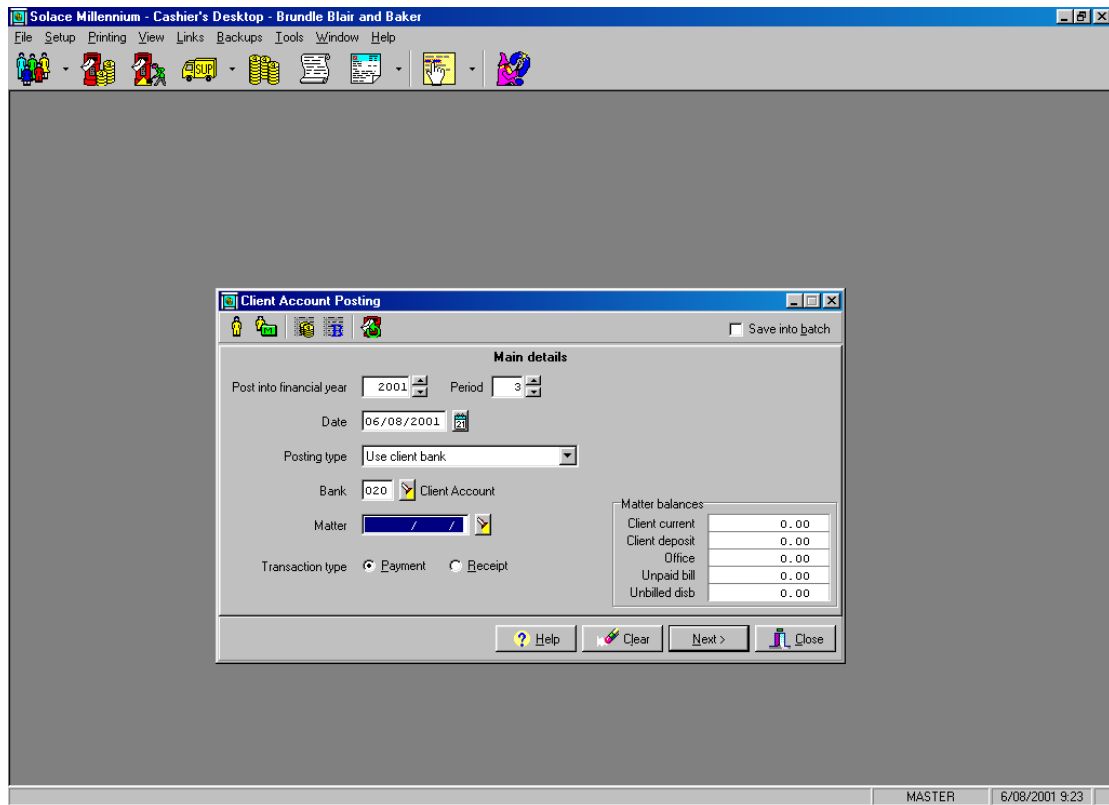 Solace Millennium - Cashier's Desktop - Brundle Blair and Baker
File Setup Printing View Links Backups Tools Window Help
SUP
Client Account Posting
M
B
Save into batch
Main details
Post into financial year 2001 Period 3
Date 06/08/2001 21
Posting type Use client bank
Bank 020 Client Account
Matter / /
Transaction type Payment Receipt
Matter balances
Client current 0.00
Client deposit 0.00
Office 0.00
Unpaid bill 0.00
Unbilled disb 0.00
? Help Clear Next > Close
MASTER 6/08/2001 9:23